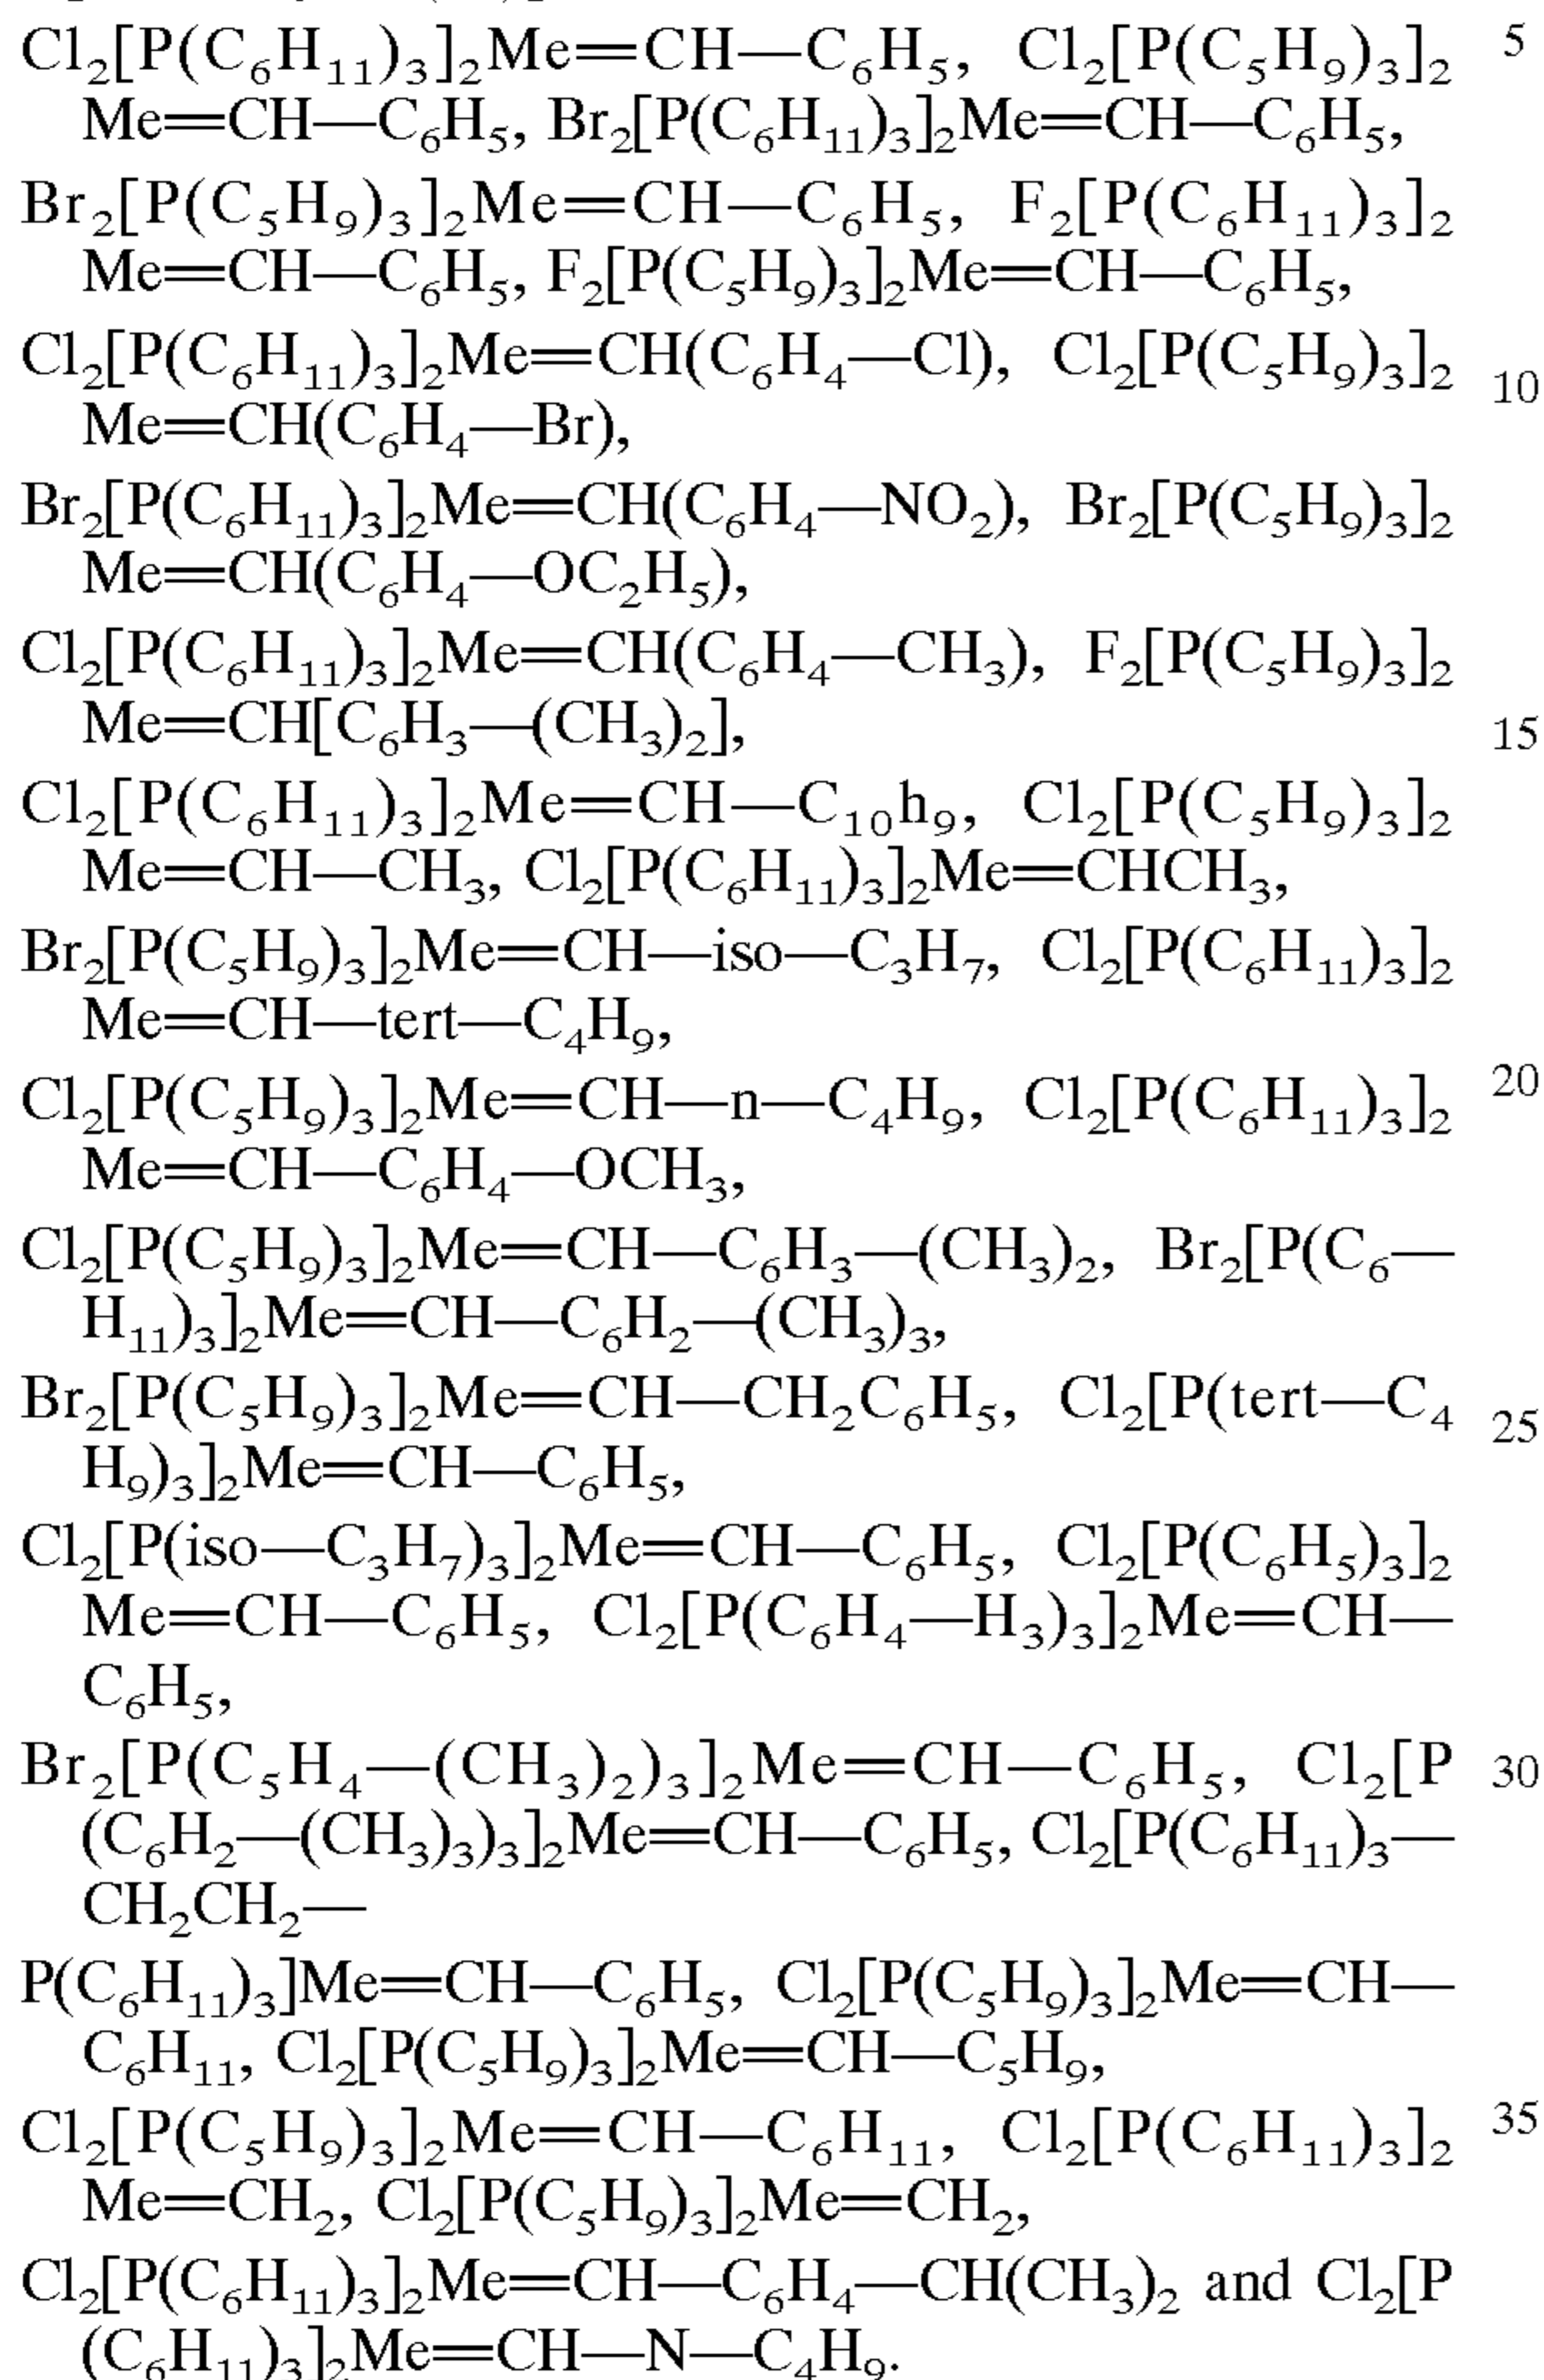 Cl₂[P(C₆H₁₁)₃]₂Me=CH—C₆H₅, Cl₂[P(C₅H₉)₃]₂ 5
Me=CH—C₆H₅, Br₂[P(C₆H₁₁)₃]₂Me=CH—C₆H₅,
Br₂[P(C₅H₉)₃]₂Me=CH—C₆H₅, F₂[P(C₆H₁₁)₃]₂
Me=CH—C₆H₅, F₂[P(C₅H₉)₃]₂Me=CH—C₆H₅,
Cl₂[P(C₆H₁₁)₃]₂Me=CH(C₆H₄—Cl), Cl₂[P(C₅H₉)₃]₂ 10
Me=CH(C₆H₄—Br),
Br₂[P(C₆H₁₁)₃]₂Me=CH(C₆H₄—NO₂), Br₂[P(C₅H₉)₃]₂
Me=CH(C₆H₄—OC₂H₅),
Cl₂[P(C₆H₁₁)₃]₂Me=CH(C₆H₄—CH₃), F₂[P(C₅H₉)₃]₂
Me=CH[C₆H₃—(CH₃)₂], 15
Cl₂[P(C₆H₁₁)₃]₂Me=CH—C₁₀h₉, Cl₂[P(C₅H₉)₃]₂
Me=CH—CH₃, Cl₂[P(C₆H₁₁)₃]₂Me=CHCH₃,
Br₂[P(C₅H₉)₃]₂Me=CH—iso—C₃H₇, Cl₂[P(C₆H₁₁)₃]₂
Me=CH—tert—C₄H₉,
Cl₂[P(C₅H₉)₃]₂Me=CH—n—C₄H₉, Cl₂[P(C₆H₁₁)₃]₂ 20
Me=CH—C₆H₄—OCH₃,
Cl₂[P(C₅H₉)₃]₂Me=CH—C₆H₃—(CH₃)₂, Br₂[P(C₆—
H₁₁)₃]₂Me=CH—C₆H₂—(CH₃)₃,
Br₂[P(C₅H₉)₃]₂Me=CH—CH₂C₆H₅, Cl₂[P(tert—C₄ 25
H₉)₃]₂Me=CH—C₆H₅,
Cl₂[P(iso—C₃H₇)₃]₂Me=CH—C₆H₅, Cl₂[P(C₆H₅)₃]₂
Me=CH—C₆H₅, Cl₂[P(C₆H₄—H₃)₃]₂Me=CH—
C₆H₅,
Br₂[P(C₅H₄—(CH₃)₂)₃]₂Me=CH—C₆H₅, Cl₂[P 30
(C₆H₂—(CH₃)₃)₃]₂Me=CH—C₆H₅, Cl₂[P(C₆H₁₁)₃—
CH₂CH₂—
P(C₆H₁₁)₃]Me=CH—C₆H₅, Cl₂[P(C₅H₉)₃]₂Me=CH—
C₆H₁₁, Cl₂[P(C₅H₉)₃]₂Me=CH—C₅H₉,
Cl₂[P(C₅H₉)₃]₂Me=CH—C₆H₁₁, Cl₂[P(C₆H₁₁)₃]₂ 35
Me=CH₂, Cl₂[P(C₅H₉)₃]₂Me=CH₂,
Cl₂[P(C₆H₁₁)₃]₂Me=CH—C₆H₄—CH(CH₃)₂ and Cl₂[P
(C₆H₁₁)₃]₂Me=CH—N—C₄H₉.